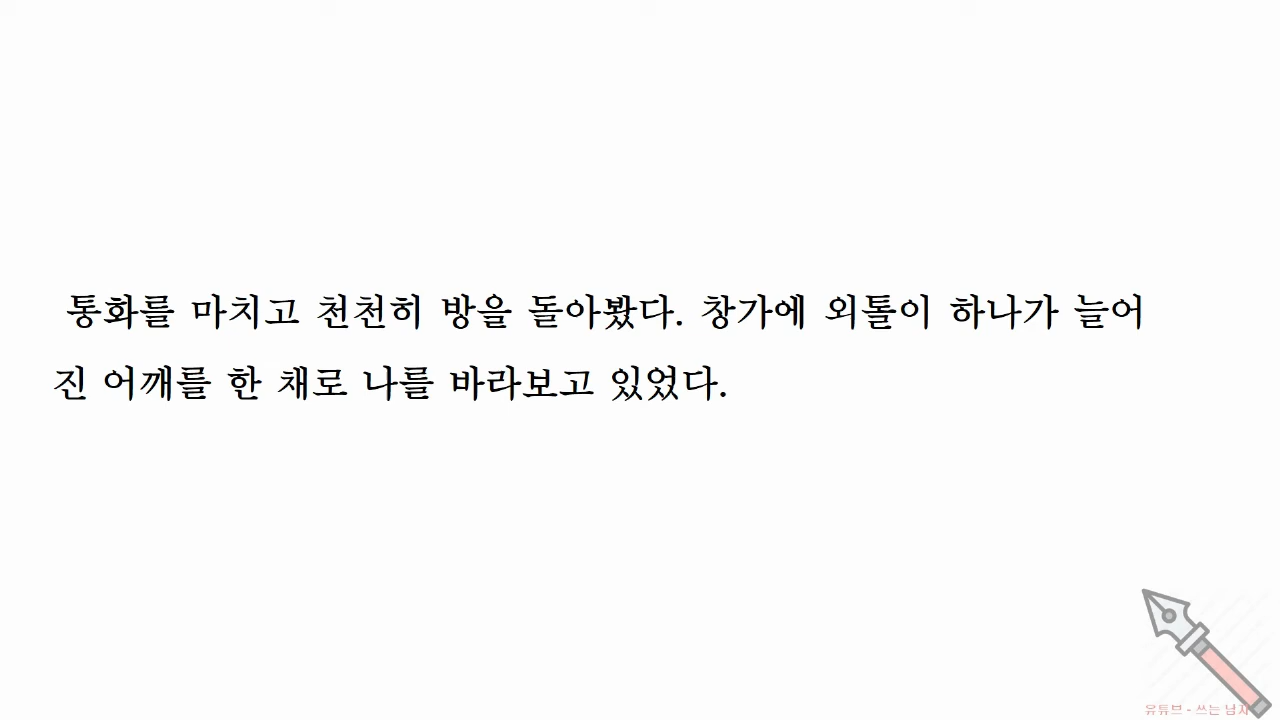 통화를 마치고 천천히 방을 돌아봤다. 창가에 외톨이 하나가 늘어
진 어깨를 한 채로 나를 바라보고 있었다.
유튜브 - 쓰는 남자